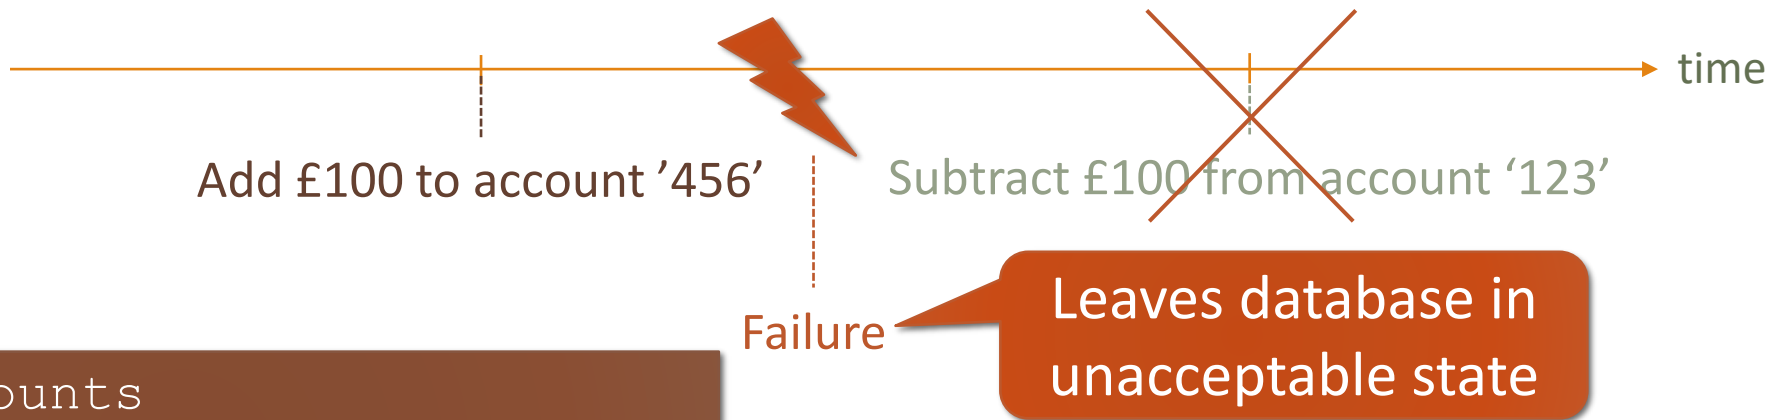 time
Add £100 to account ’456’
Subtract £100 from account ‘123’
Failure
Leaves database in
unacceptable state
ounts